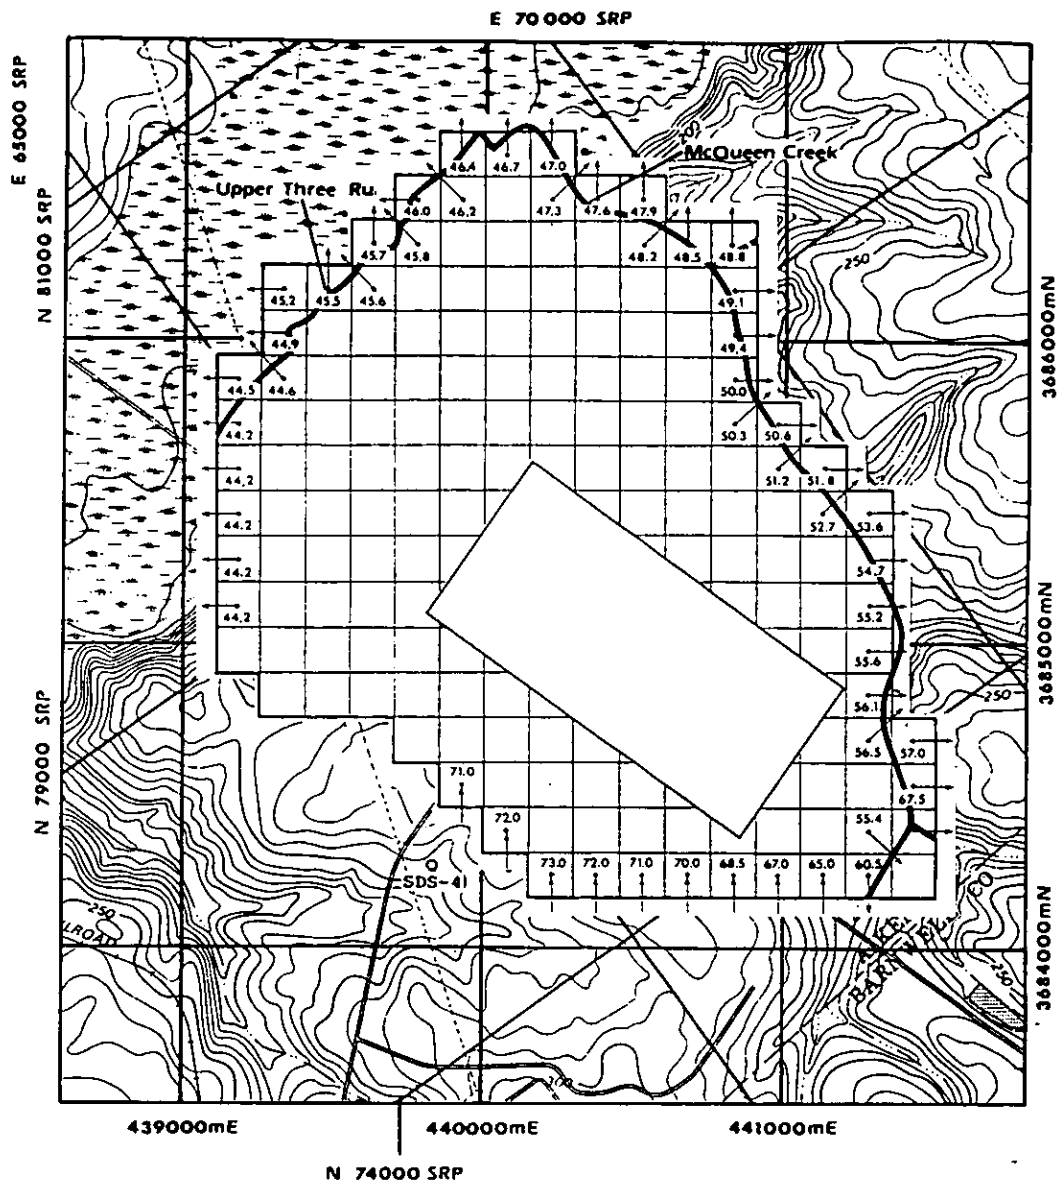 E 70000 SRP
E 65000 SRP
N 81000 SRP
N 79000 SRP
46.4 46.7 47.0
McQueen Creek
Upper Three Ru.
46.0 46.2 47.3 47.6 47.9
45.7 45.8 48.2 48.5 48.8
250
45.2 45.5 45.6 49.1
44.9 49.4
3686000mN
44.5 44.6 50.0
44.2 50.3 50.6
44.2 51.2 51.8
44.2 52.7 53.6
44.2 54.7
44.2 55.2
55.6
3685000mN
56.1
250
56.5 57.0
71.0
67.5
72.0 55.4
73.0 72.0 71.0 70.0 68.5 67.0 65.0 60.5
SDS-41
250
LROAD
CO
BARNWELL
250
3684000mN
439000mE 440000mE 441000mE
N 74000 SRP